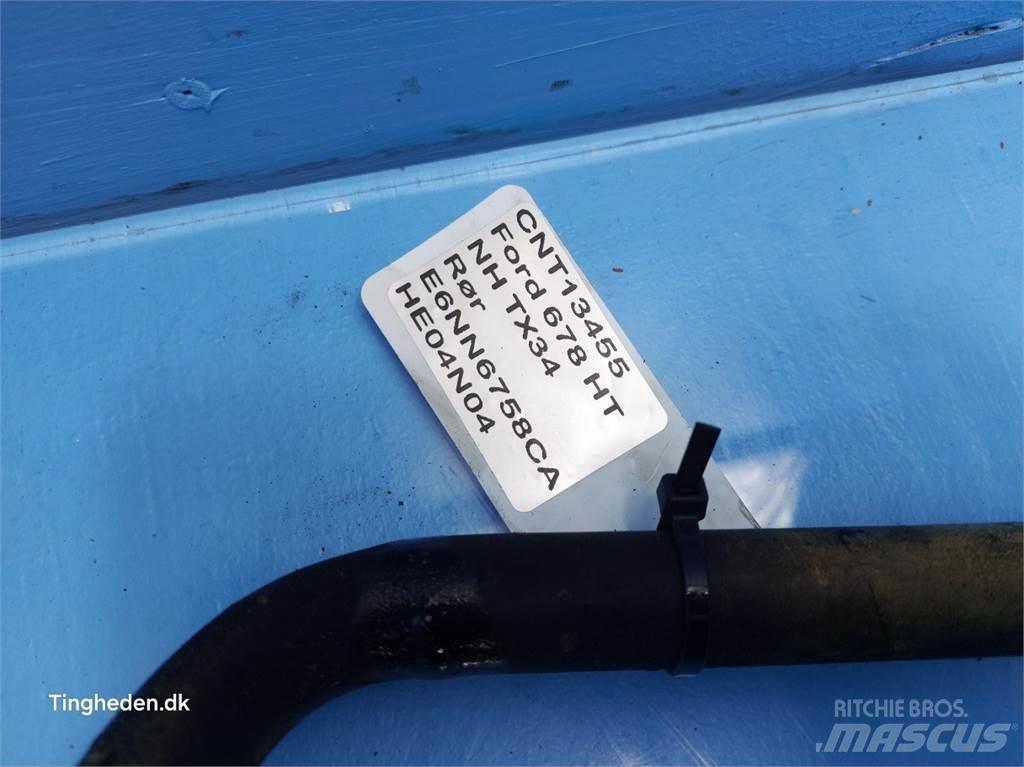 CNT13455
Ford 678 HT
NH TX34
Rør
E6NN6758CA
HE04N04
Tingheden.dk
RITCHIE BROS.
MASCUS